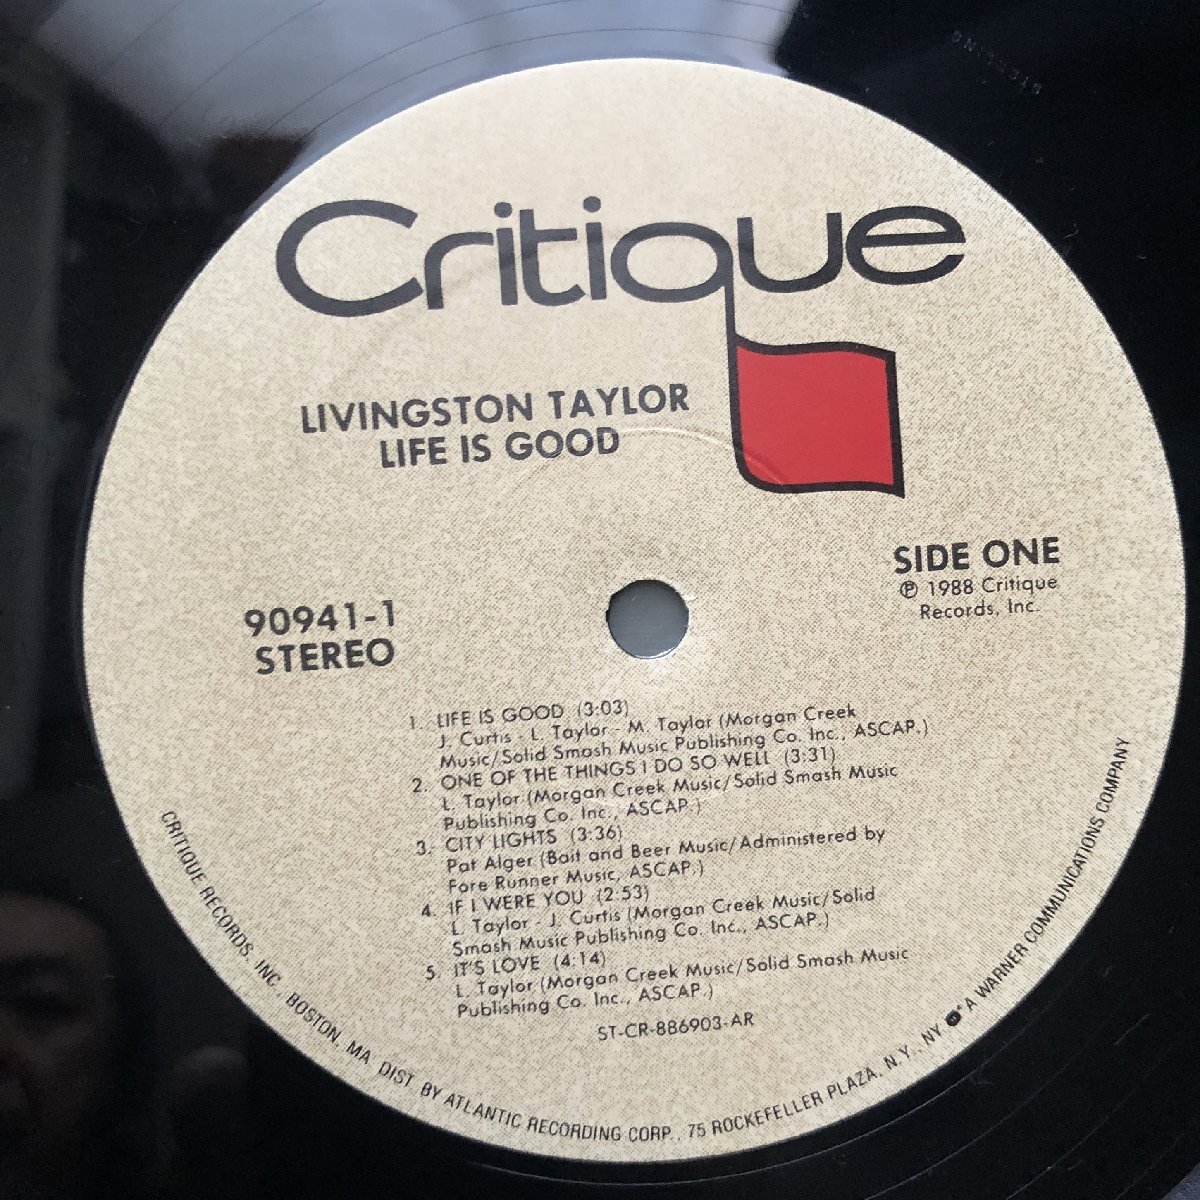 Critique
LIVINGSTON TAYLOR
LIFE IS GOOD
SIDE ONE
℗ 1988 Critique
Records, Inc.
90941-1
STEREO
1. LIFE IS GOOD (3:03)
J. Curtis - L. Taylor - M. Taylor (Morgan Creek
Music/Solid Smash Music Publishing Co. Inc., ASCAP.)
2. ONE OF THE THINGS I DO SO WELL (3:31)
L. Taylor (Morgan Creek Music/Solid Smash Music
Publishing Co. Inc., ASCAP.)
3. CITY LIGHTS (3:36)
Pat Alger (Bait and Beer Music/Administered by
Fore Runner Music, ASCAP.)
4. IF I WERE YOU (2:53)
L. Taylor - J. Curtis (Morgan Creek Music/Solid
Smash Music Publishing Co. Inc., ASCAP.)
5. IT'S LOVE (4:14)
L. Taylor (Morgan Creek Music/Solid Smash Music
Publishing Co. Inc., ASCAP.)
ST-CR-886903-AR
CRITIQUE RECORDS, INC., BOSTON, MA. DIST. BY ATLANTIC RECORDING CORP., 75 ROCKEFELLER PLAZA, N.Y., NY A WARNER COMMUNICATIONS COMPANY